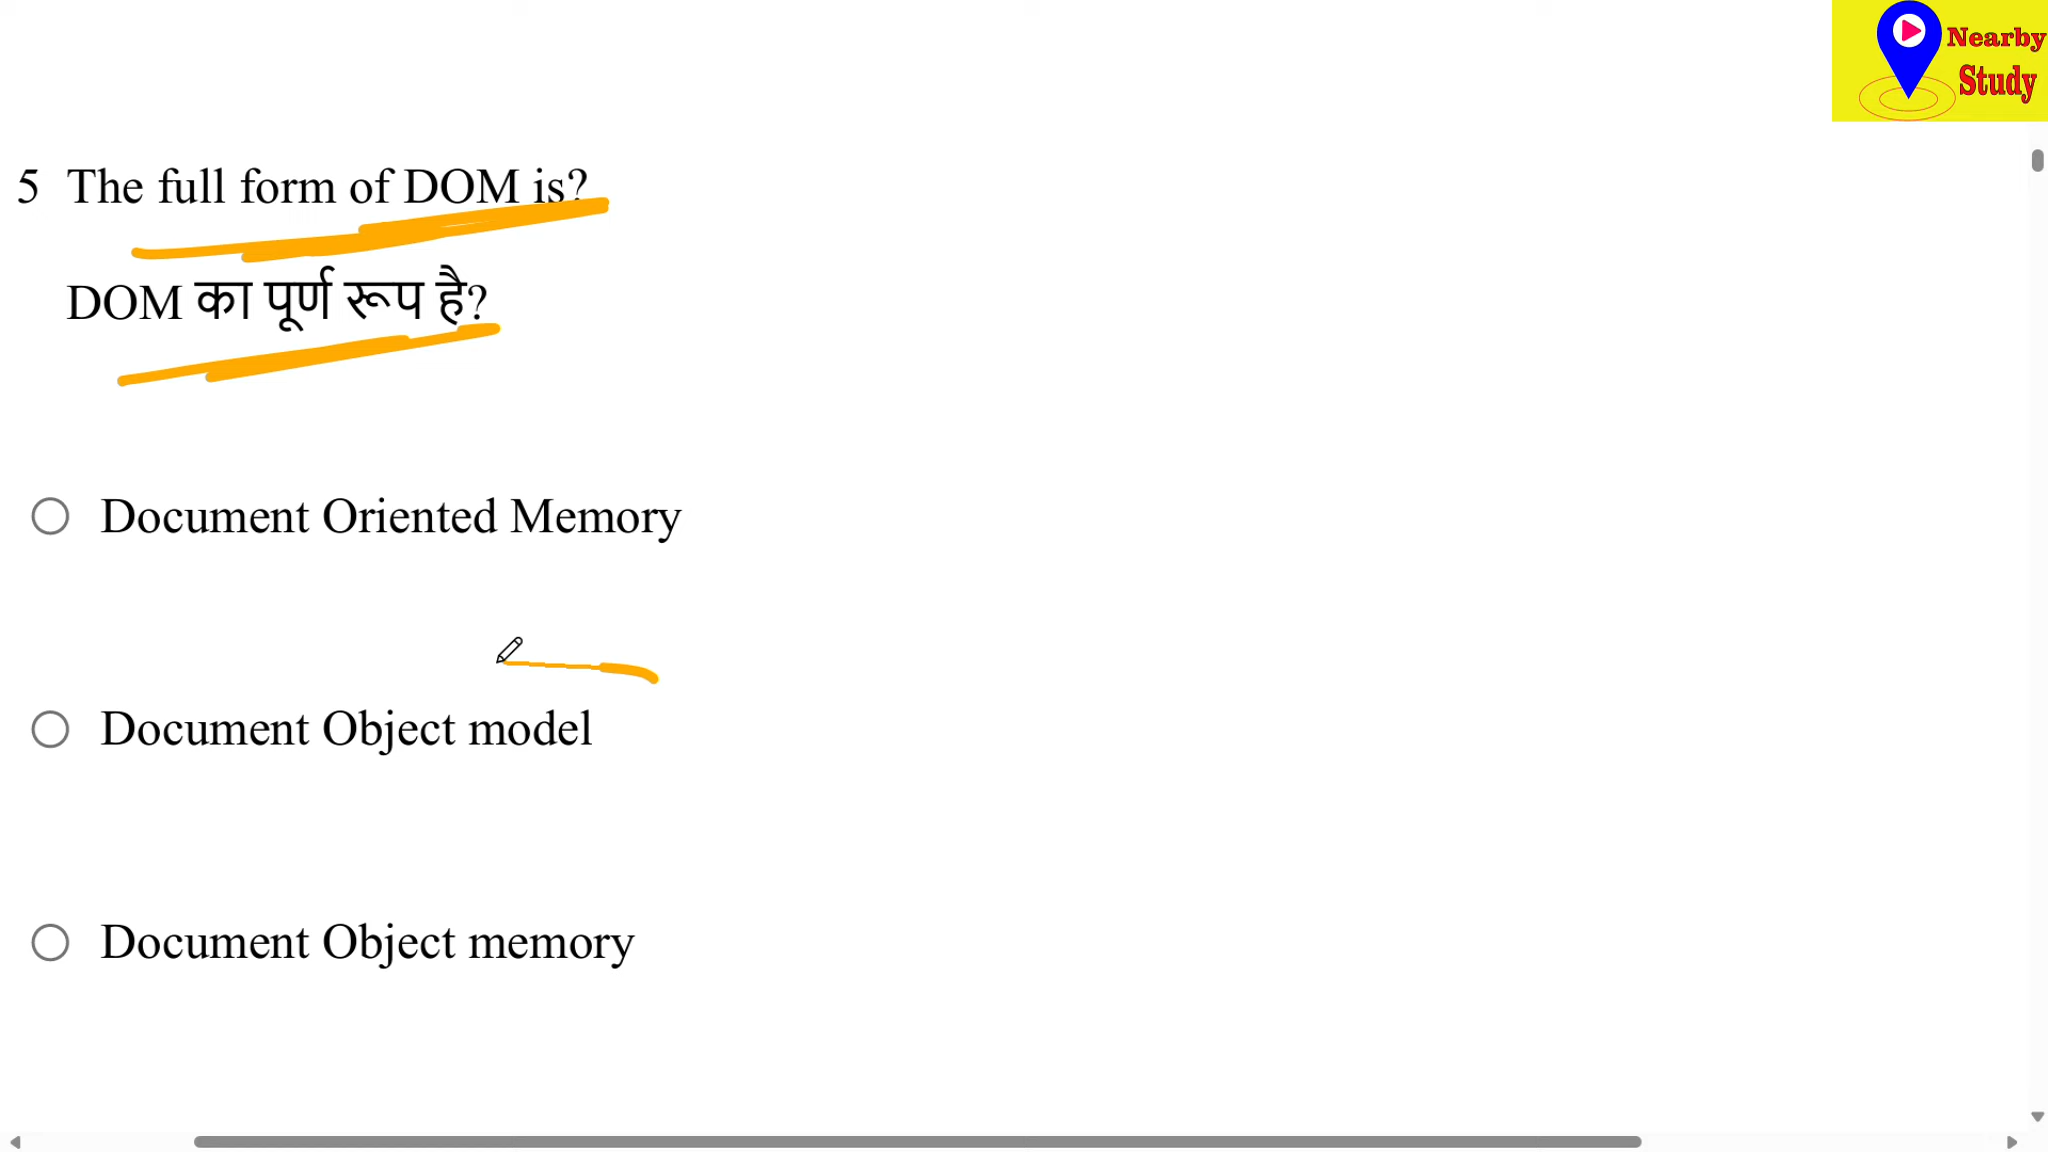 Nearby
Study
5 The full form of DOM is?
DOM का पूर्ण रूप है?
Document Oriented Memory
Document Object model
Document Object memory